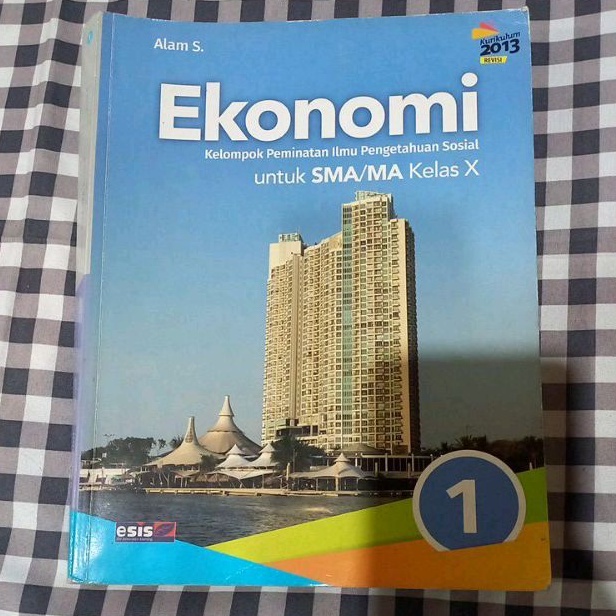 Alam S.
Kurikulum
2013
REVISI
Ekonomi
Kelompok Peminatan Ilmu Pengetahuan Sosial
untuk SMA/MA Kelas X
1
esis